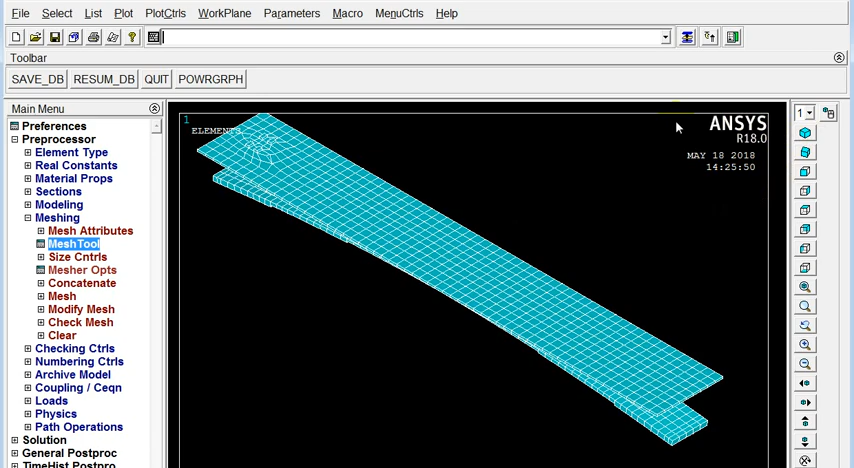 File Select List Plot PlotCtrls WorkPlane Parameters Macro MenuCtrls Help
Toolbar
SAVE_DB RESUM_DB QUIT POWRGRPH
Main Menu
Preferences
Preprocessor
Element Type
Real Constants
Material Props
Sections
Modeling
Meshing
Mesh Attributes
MeshTool
Size Cntrls
Mesher Opts
Concatenate
Mesh
Modify Mesh
Check Mesh
Clear
Checking Ctrls
Numbering Ctrls
Archive Model
Coupling / Ceqn
Loads
Physics
Path Operations
Solution
General Postproc
TimeHist Postpro
1
ELEMENTS
ANSYS
R18.0
MAY 18 2018
14:25:50
1